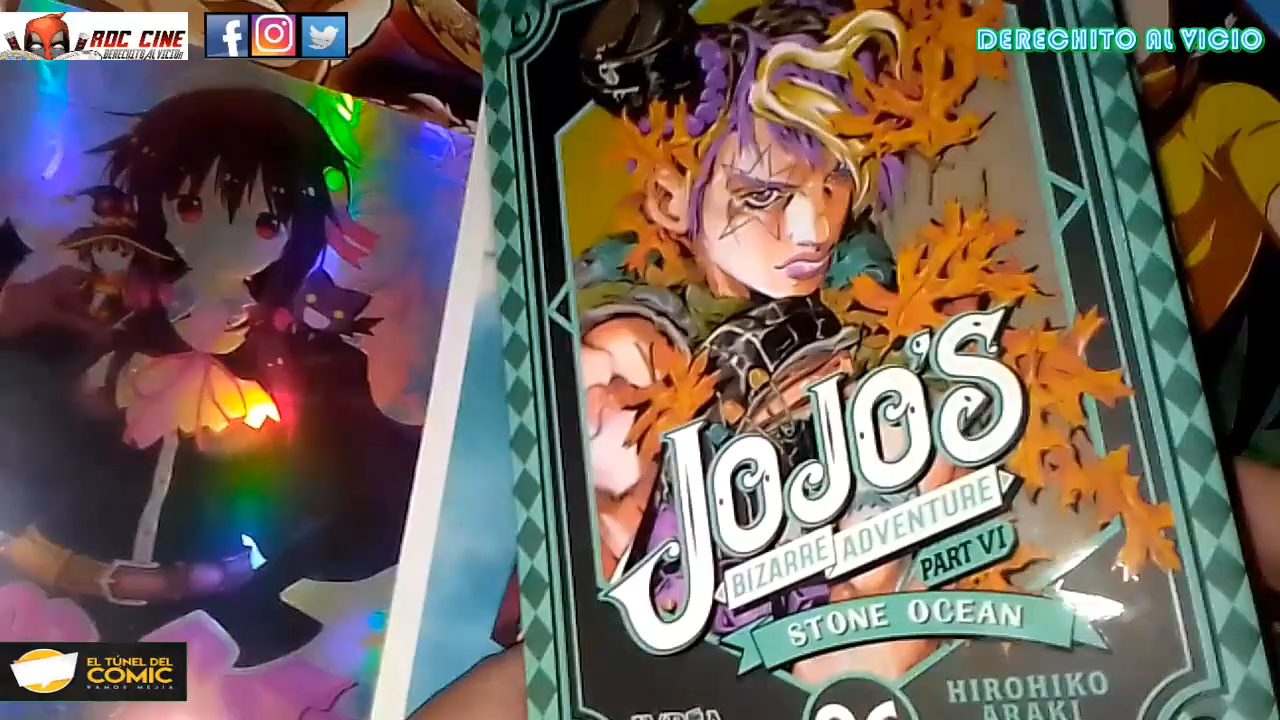 ROC CINE
DERECHITO AL VICIO
DERECHITO AL VICIO
JOJO'S
BIZARRE ADVENTURE
PART VI
STONE OCEAN
HIROHIKO
ARAKI
EL TÚNEL DEL
COMIC
RAMOS MEJÍA